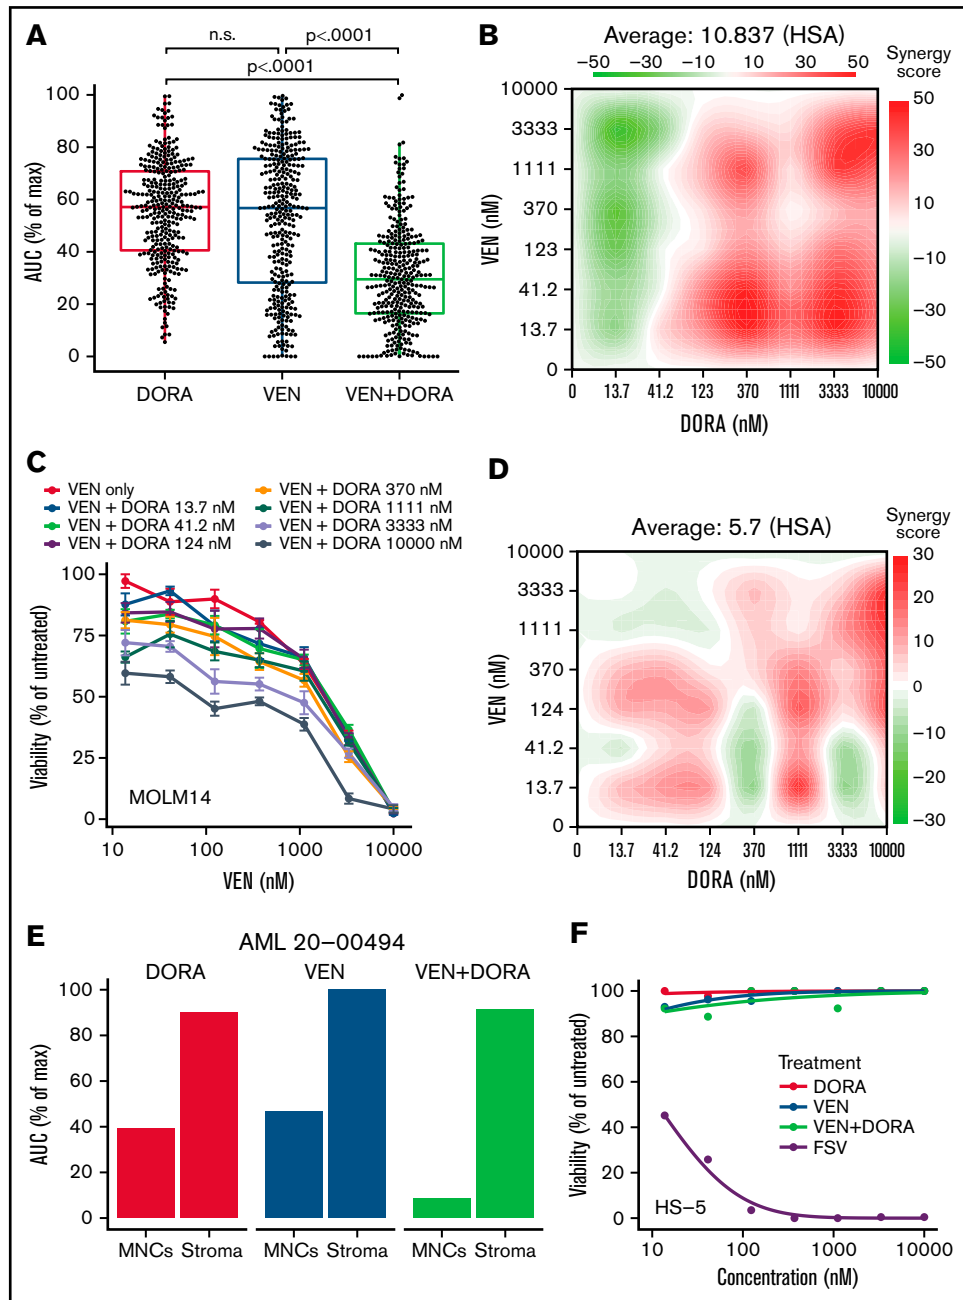 A
n.s.
p<.0001
p<.0001
AUC (% of max)
100
80
60
40
20
0
DORA
VEN
VEN+DORA
B
Average: 10.837 (HSA)
−50
−30
−10
10
30
50
Synergy
score
50
30
10
−10
−30
−50
VEN (nM)
10000
3333
1111
370
123
41.2
13.7
0
0
13.7
41.2
123
370
1111
3333
10000
DORA (nM)
C
VEN only
VEN + DORA 13.7 nM
VEN + DORA 41.2 nM
VEN + DORA 124 nM
VEN + DORA 370 nM
VEN + DORA 1111 nM
VEN + DORA 3333 nM
VEN + DORA 10000 nM
Viability (% of untreated)
100
75
50
25
0
MOLM14
10
100
1000
10000
VEN (nM)
D
Average: 5.7 (HSA)
Synergy
score
30
20
10
0
−10
−20
−30
VEN (nM)
10000
3333
1111
370
124
41.2
13.7
0
0
13.7
41.2
124
370
1111
3333
10000
DORA (nM)
E
AML 20−00494
DORA
VEN
VEN+DORA
AUC (% of max)
100
80
60
40
20
0
MNCs Stroma
MNCs Stroma
MNCs Stroma
F
Viability (% of untreated)
100
80
60
40
20
0
Treatment
DORA
VEN
VEN+DORA
FSV
HS−5
10
100
1000
10000
Concentration (nM)